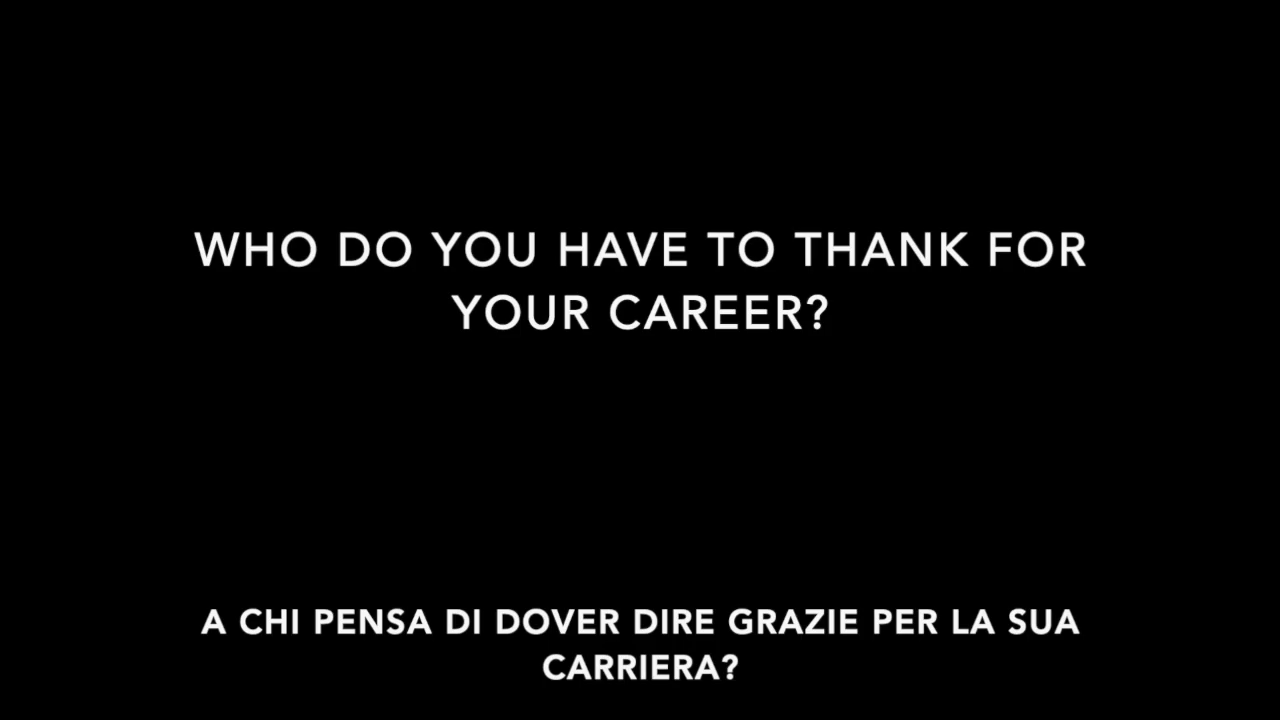 WHO DO YOU HAVE TO THANK FOR
YOUR CAREER?
A CHI PENSA DI DOVER DIRE GRAZIE PER LA SUA
CARRIERA?